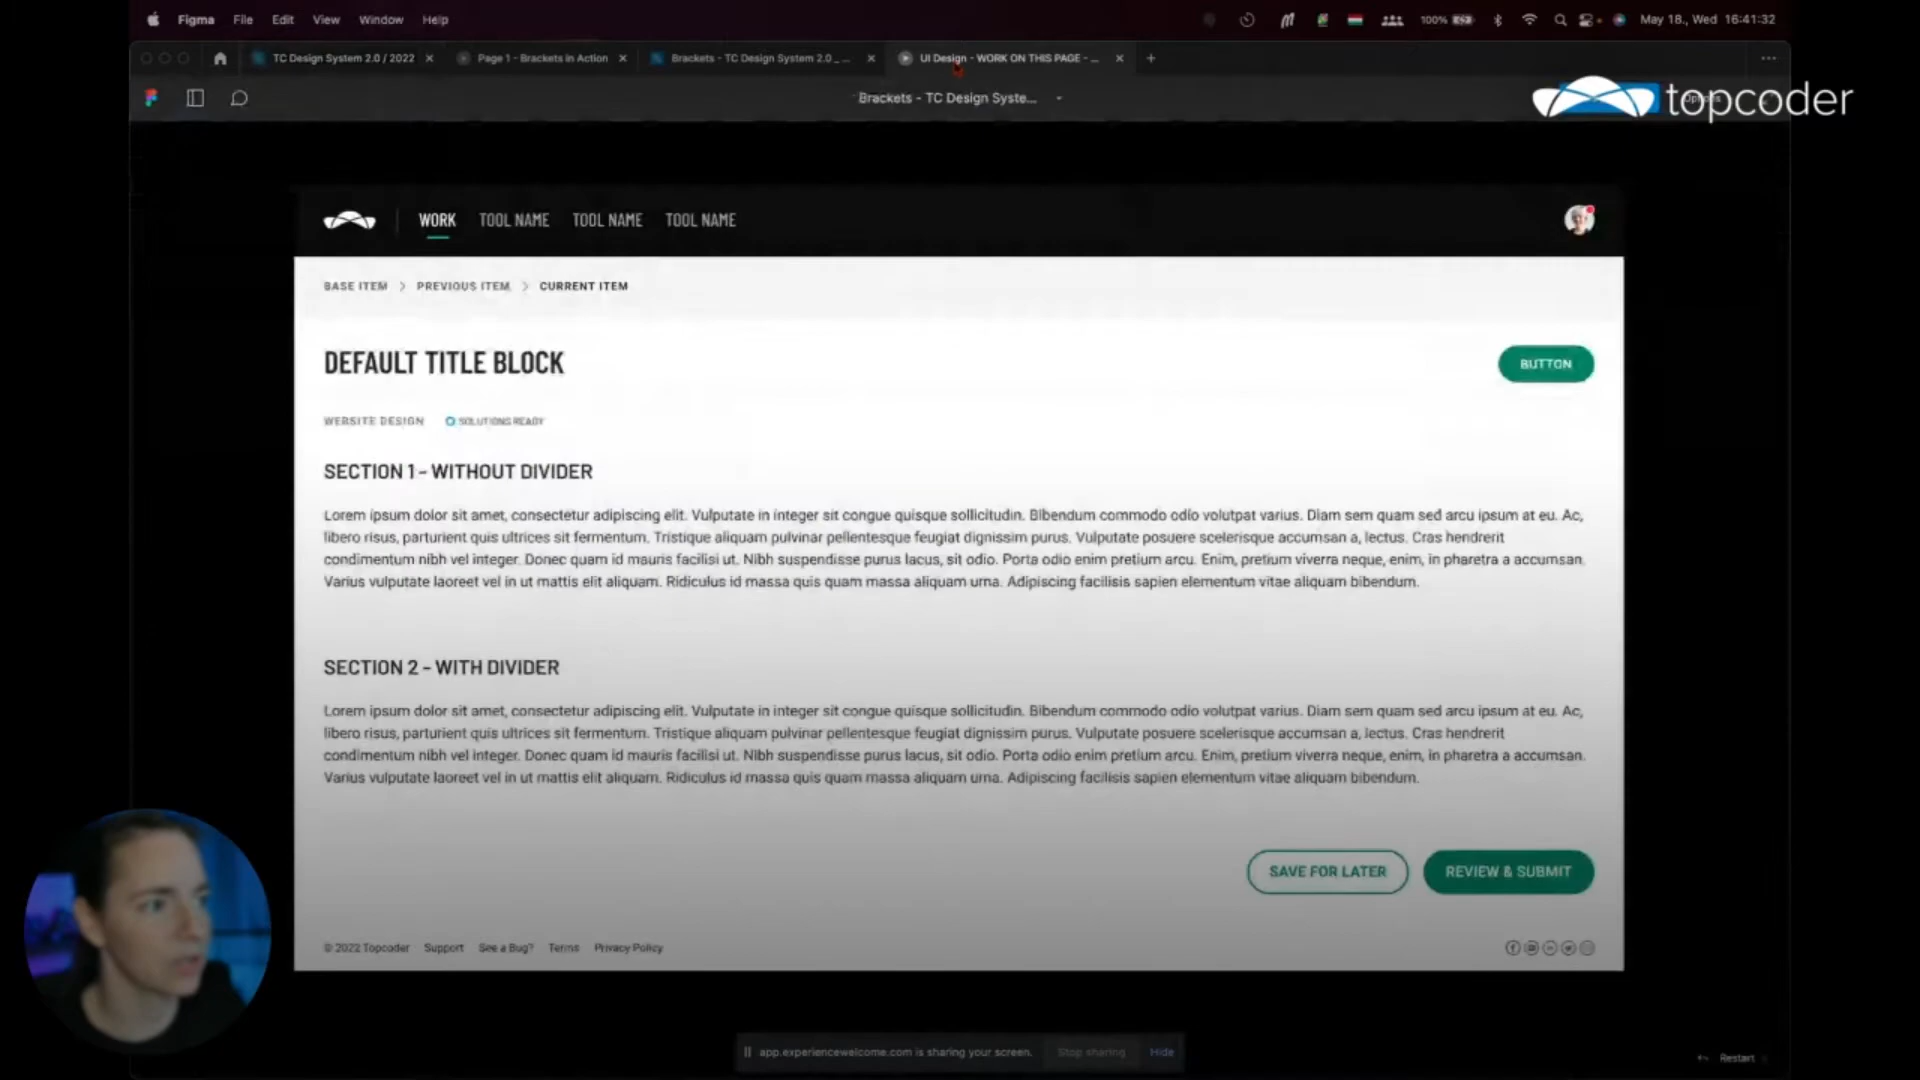 Figma File Edit View Window Help 100% May 18., Wed 16:41:32
TC Design System 2.0 / 2022 Page 1 - Brackets in Action Brackets - TC Design System 2.0 _ ... UI Design - WORK ON THIS PAGE - ...
Brackets - TC Design Syste...
topcoder
WORK TOOL NAME TOOL NAME TOOL NAME
BASE ITEM > PREVIOUS ITEM > CURRENT ITEM
DEFAULT TITLE BLOCK
BUTTON
WEBSITE DESIGN SOLUTIONS READY
SECTION 1 - WITHOUT DIVIDER
Lorem ipsum dolor sit amet, consectetur adipiscing elit. Vulputate in integer sit congue quisque sollicitudin. Bibendum commodo odio volutpat varius. Diam sem quam sed arcu ipsum at eu. Ac,
libero risus, parturient quis ultrices sit fermentum. Tristique aliquam pulvinar pellentesque feugiat dignissim purus. Vulputate posuere scelerisque accumsan a, lectus. Cras hendrerit
condimentum nibh vel integer. Donec quam id mauris facilisi ut. Nibh suspendisse purus lacus, sit odio. Porta odio enim pretium arcu. Enim, pretium viverra neque, enim, in pharetra a accumsan.
Varius vulputate laoreet vel in ut mattis elit aliquam. Ridiculus id massa quis quam massa aliquam urna. Adipiscing facilisis sapien elementum vitae aliquam bibendum.
SECTION 2 - WITH DIVIDER
Lorem ipsum dolor sit amet, consectetur adipiscing elit. Vulputate in integer sit congue quisque sollicitudin. Bibendum commodo odio volutpat varius. Diam sem quam sed arcu ipsum at eu. Ac,
libero risus, parturient quis ultrices sit fermentum. Tristique aliquam pulvinar pellentesque feugiat dignissim purus. Vulputate posuere scelerisque accumsan a, lectus. Cras hendrerit
condimentum nibh vel integer. Donec quam id mauris facilisi ut. Nibh suspendisse purus lacus, sit odio. Porta odio enim pretium arcu. Enim, pretium viverra neque, enim, in pharetra a accumsan.
Varius vulputate laoreet vel in ut mattis elit aliquam. Ridiculus id massa quis quam massa aliquam urna. Adipiscing facilisis sapien elementum vitae aliquam bibendum.
SAVE FOR LATER REVIEW & SUBMIT
© 2022 Topcoder Support See a Bug? Terms Privacy Policy
app.experiencewelcome.com is sharing your screen. Stop sharing Hide
Restart